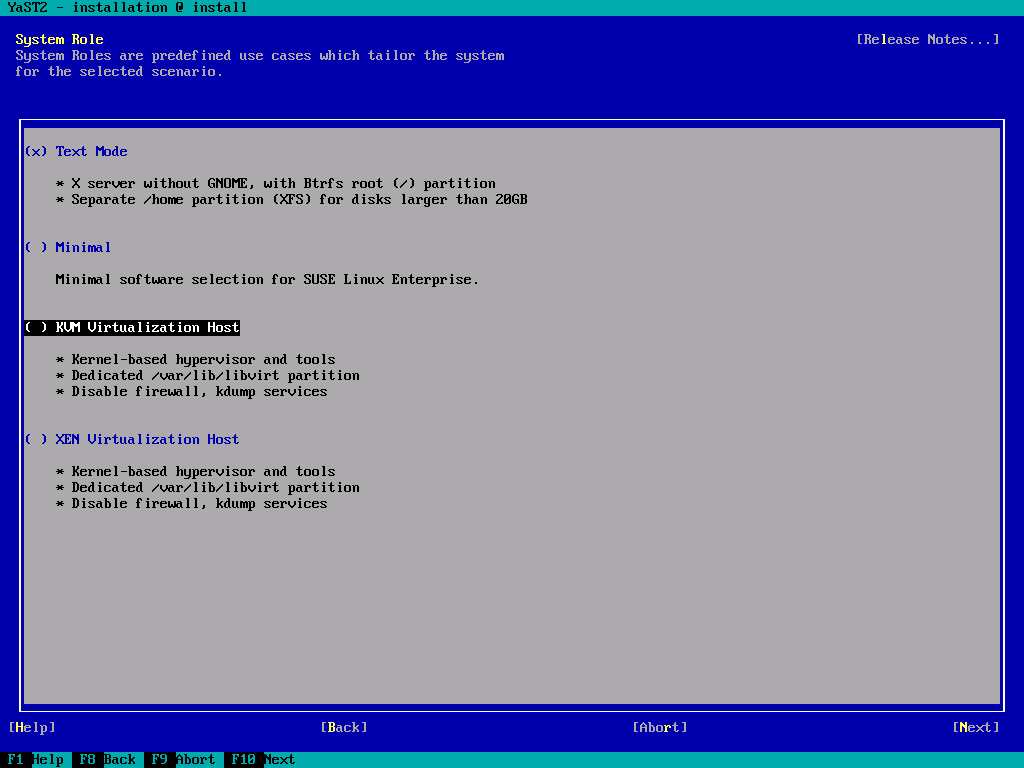 YaST2 - installation @ install
System Role [Release Notes...]
System Roles are predefined use cases which tailor the system
for the selected scenario.
(x) Text Mode
* X server without GNOME, with Btrfs root (/) partition
* Separate /home partition (XFS) for disks larger than 20GB
( ) Minimal
Minimal software selection for SUSE Linux Enterprise.
( ) KVM Virtualization Host
* Kernel-based hypervisor and tools
* Dedicated /var/lib/libvirt partition
* Disable firewall, kdump services
( ) XEN Virtualization Host
* Kernel-based hypervisor and tools
* Dedicated /var/lib/libvirt partition
* Disable firewall, kdump services
[Help] [Back] [Abort] [Next]
F1 Help F8 Back F9 Abort F10 Next